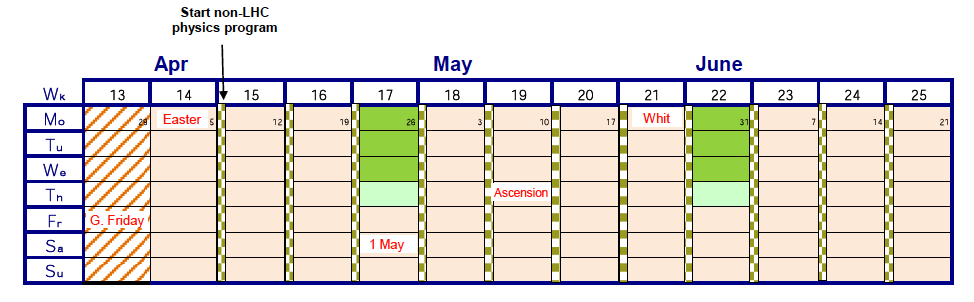 Start non-LHC
physics program
Apr May June
Wk 13 14 15 16 17 18 19 20 21 22 23 24 25
Mo 29 Easter 5 12 19 26 3 10 17 Whit 31 7 14 21
Tu
We
Th Ascension
Fr G. Friday
Sa 1 May
Su